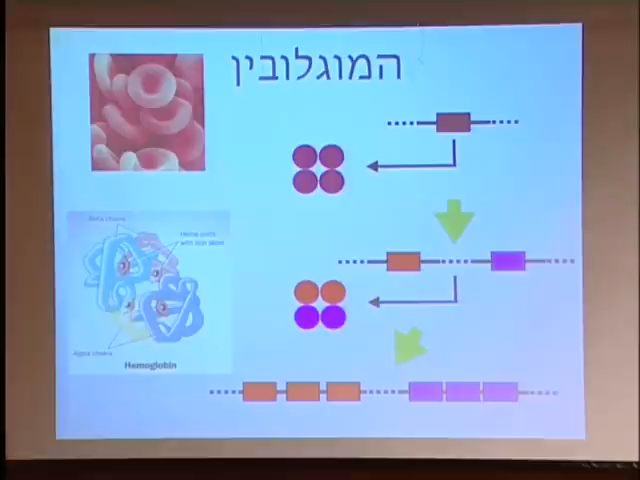 המוגלובין
Beta chains
Heme units
with iron atom
Alpha chains
Hemoglobin